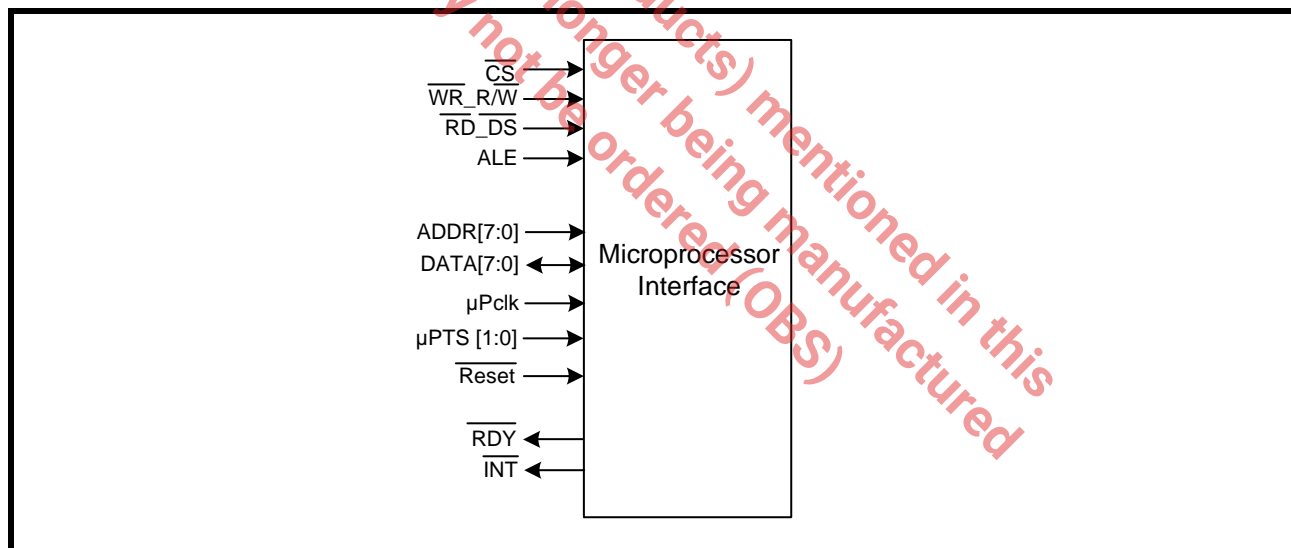 CS
WR_R/W
RD_DS
ALE
ADDR[7:0]
DATA[7:0]
µPclk
µPTS [1:0]
Reset
RDY
INT
Microprocessor
Interface
ducts) mentioned in this
longer being manufactured
y not be ordered (OBS)